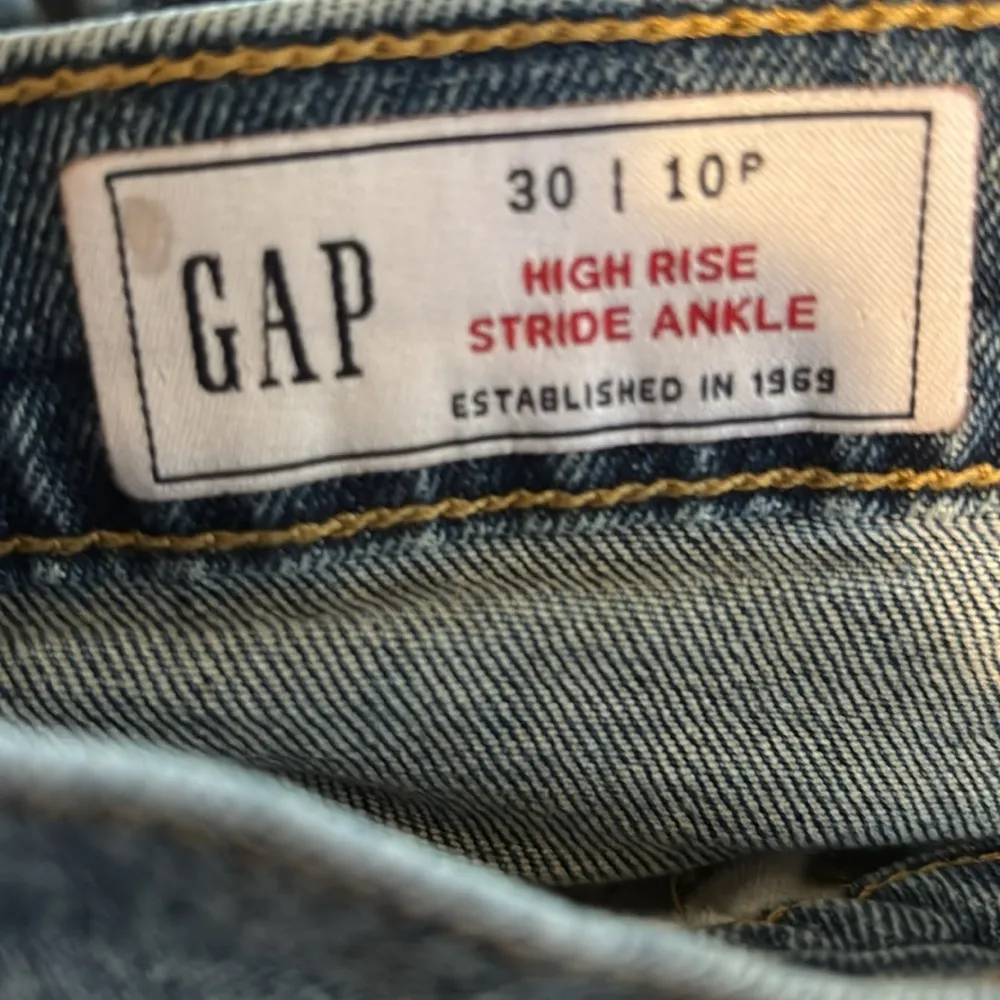 GAP
30 | 10P
HIGH RISE
STRIDE ANKLE
ESTABLISHED IN 1969